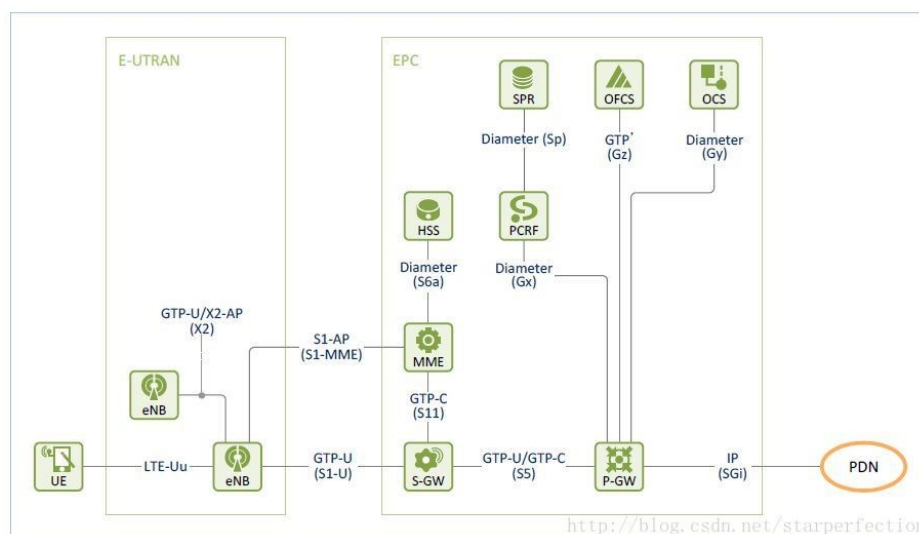 E-UTRAN
EPC
SPR
OFCS
OCS
Diameter (Sp)
GTP'
(Gz)
Diameter
(Gy)
HSS
PCRF
Diameter
(S6a)
Diameter
(Gx)
GTP-U/X2-AP
(X2)
S1-AP
(S1-MME)
MME
eNB
GTP-C
(S11)
UE
LTE-Uu
eNB
GTP-U
(S1-U)
S-GW
GTP-U/GTP-C
(S5)
P-GW
IP
(SGi)
PDN
http://blog.csdn.net/starperfection